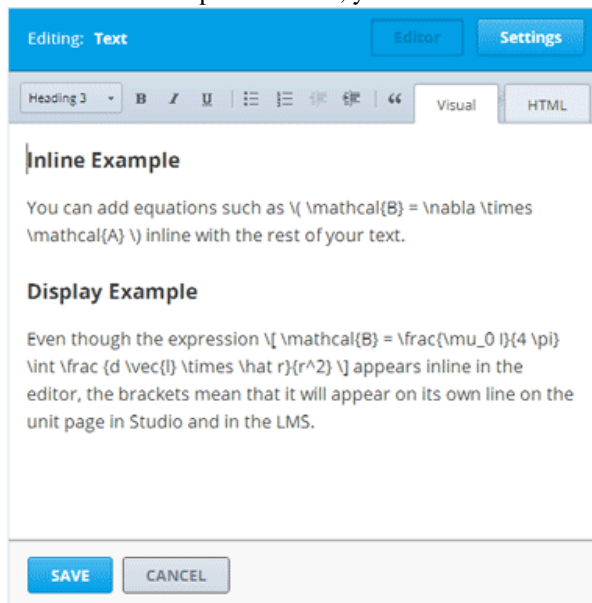 Editing: Text Editor Settings
Heading 3 B I U “ Visual HTML
Inline Example
You can add equations such as \( \mathcal{B} = \nabla \times
\mathcal{A} \) inline with the rest of your text.
Display Example
Even though the expression \[ \mathcal{B} = \frac{\mu_0 I}{4 \pi}
\int \frac {d \vec{l} \times \hat r}{r^2} \] appears inline in the
editor, the brackets mean that it will appear on its own line on the
unit page in Studio and in the LMS.
SAVE CANCEL